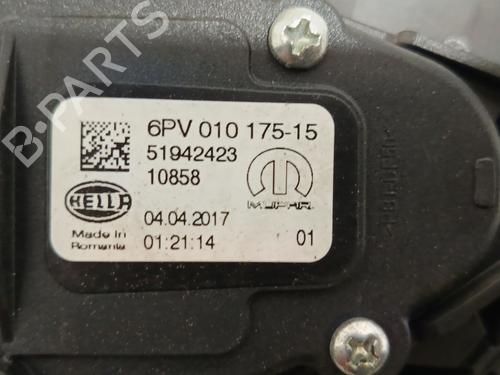 6PV 010 175-15
51942423
10858
HELLA
MOPAR
04.04.2017
Made In
Romania
01:21:14
01
B-PARTS